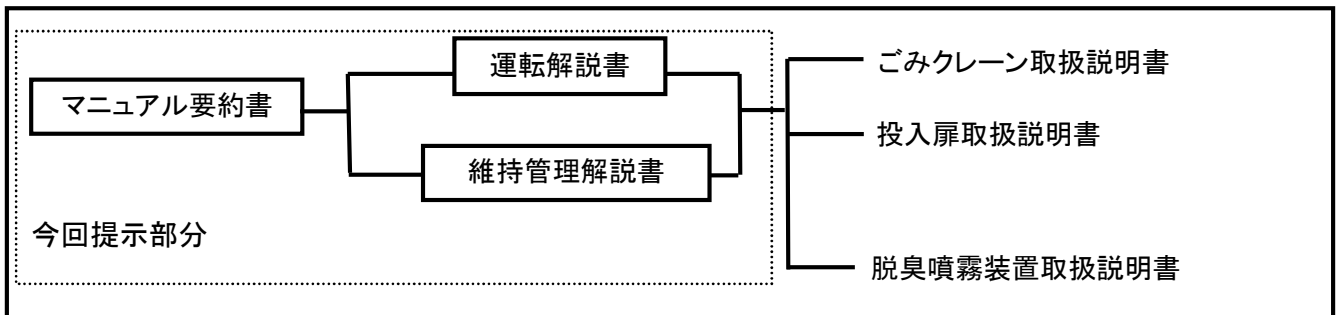 マニュアル要約書
運転解説書
維持管理解説書
今回提示部分
ごみクレーン取扱説明書
投入扉取扱説明書
脱臭噴霧装置取扱説明書